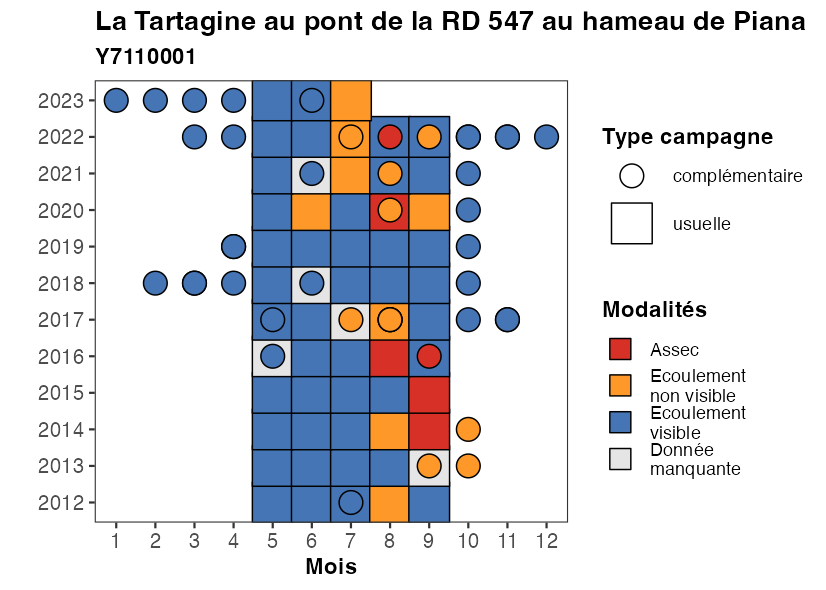 La Tartagine au pont de la RD 547 au hameau de Piana
Y7110001
2023
2022
2021
2020
2019
2018
2017
2016
2015
2014
2013
2012
1 2 3 4 5 6 7 8 9 10 11 12
Mois
Type campagne
complémentaire
usuelle
Modalités
Assec
Ecoulement
non visible
Ecoulement
visible
Donnée
manquante